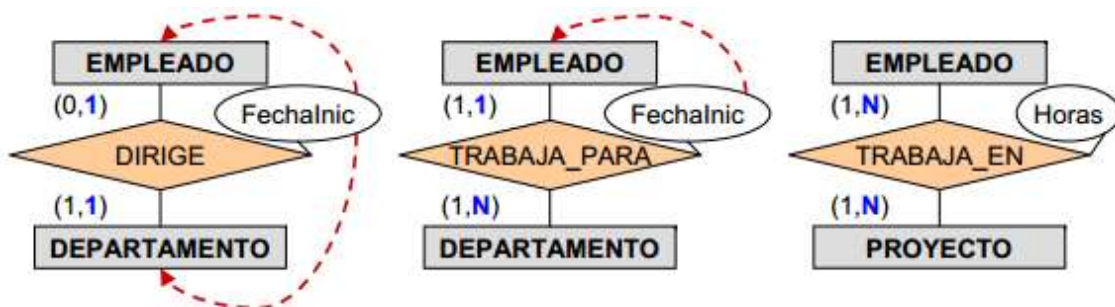 EMPLEADO
(0,1)
FechaInic
DIRIGE
(1,1)
DEPARTAMENTO
EMPLEADO
(1,1)
FechaInic
TRABAJA_PARA
(1,N)
DEPARTAMENTO
EMPLEADO
(1,N)
Horas
TRABAJA_EN
(1,N)
PROYECTO